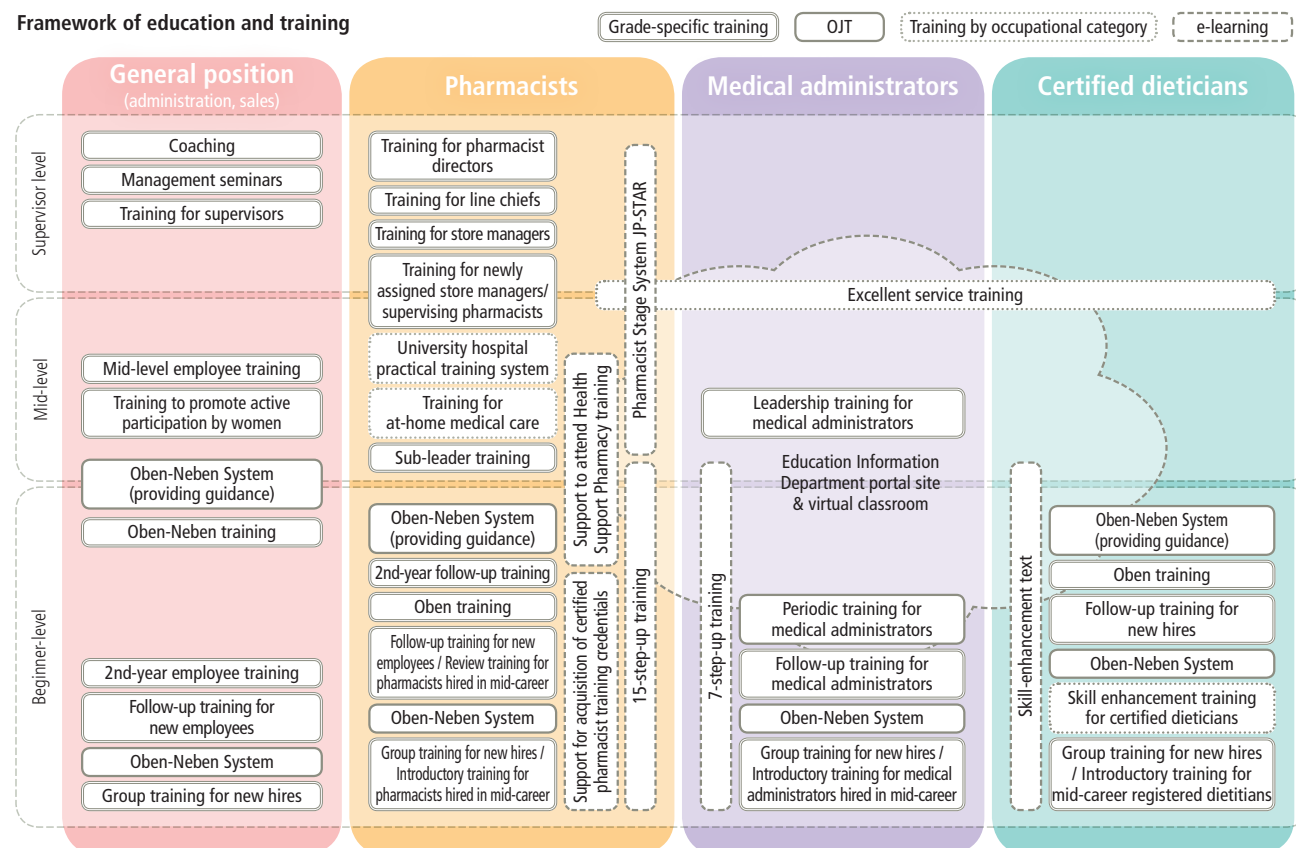 Framework of education and training
Grade-specific training
OJT
Training by occupational category
e-learning
General position
(administration, sales)
Pharmacists
Medical administrators
Certified dieticians
Supervisor level
Mid-level
Beginner-level
Coaching
Management seminars
Training for supervisors
Mid-level employee training
Training to promote active
participation by women
Oben-Neben System
(providing guidance)
Oben-Neben training
2nd-year employee training
Follow-up training for
new employees
Oben-Neben System
Group training for new hires
Training for pharmacist
directors
Training for line chiefs
Training for store managers
Training for newly
assigned store managers/
supervising pharmacists
University hospital
practical training system
Training for
at-home medical care
Sub-leader training
Oben-Neben System
(providing guidance)
2nd-year follow-up training
Oben training
Follow-up training for new
employees / Review training for
pharmacists hired in mid-career
Oben-Neben System
Group training for new hires /
Introductory training for
pharmacists hired in mid-career
Support to attend Health
Support Pharmacy training
Support for acquisition of certified
pharmacist training credentials
Pharmacist Stage System JP-STAR
15-step-up training
Excellent service training
Leadership training for
medical administrators
Education Information
Department portal site
& virtual classroom
7-step-up training
Periodic training for
medical administrators
Follow-up training for
medical administrators
Oben-Neben System
Group training for new hires /
Introductory training for medical
administrators hired in mid-career
Skill-enhancement text
Oben-Neben System
(providing guidance)
Oben training
Follow-up training for
new hires
Oben-Neben System
Skill enhancement training
for certified dieticians
Group training for new hires
/ Introductory training for
mid-career registered dietitians